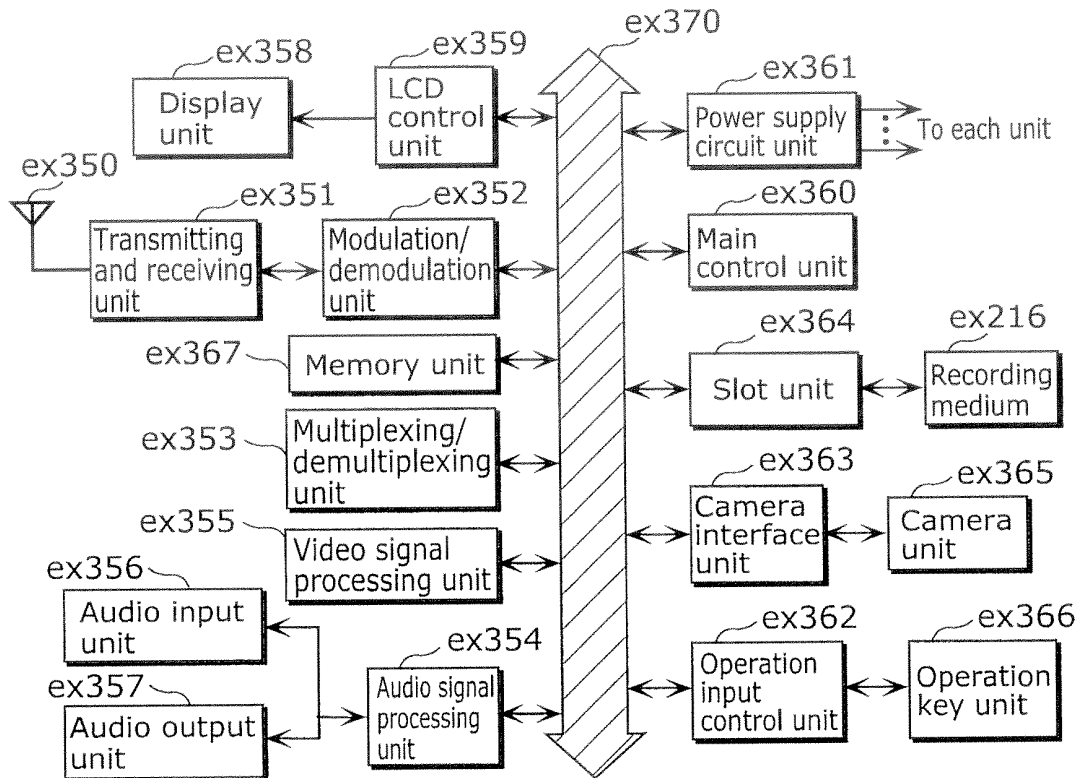 ex370
ex359
ex358
ex361
Display
unit
LCD
control
unit
Power supply
circuit unit
To each unit
ex350
ex351
ex352
ex360
Transmitting
and receiving
unit
Modulation/
demodulation
unit
Main
control unit
ex367
Memory unit
ex364
ex216
Slot unit
Recording
medium
ex353
Multiplexing/
demultiplexing
unit
ex363
ex365
Camera
interface
unit
Camera
unit
ex355
Video signal
processing unit
ex356
Audio input
unit
ex354
ex362
ex366
ex357
Audio output
unit
Audio signal
processing
unit
Operation
input
control unit
Operation
key unit